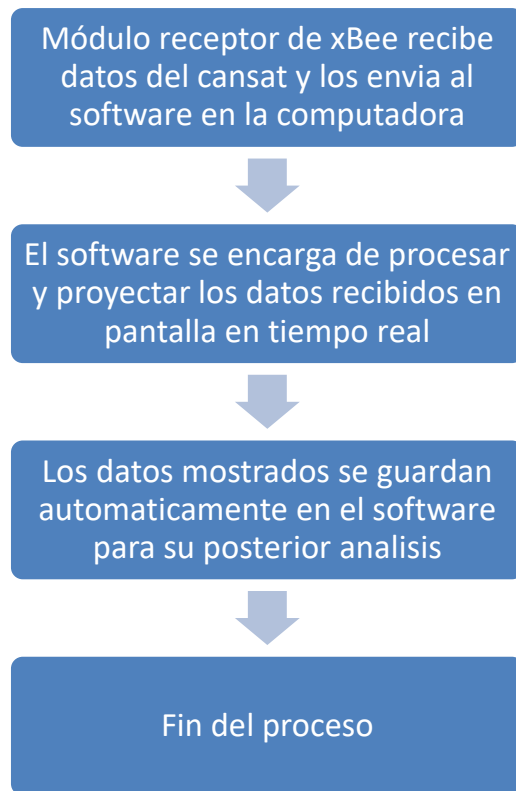 Módulo receptor de xBee recibe
datos del cansat y los envia al
software en la computadora
El software se encarga de procesar
y proyectar los datos recibidos en
pantalla en tiempo real
Los datos mostrados se guardan
automaticamente en el software
para su posterior analisis
Fin del proceso